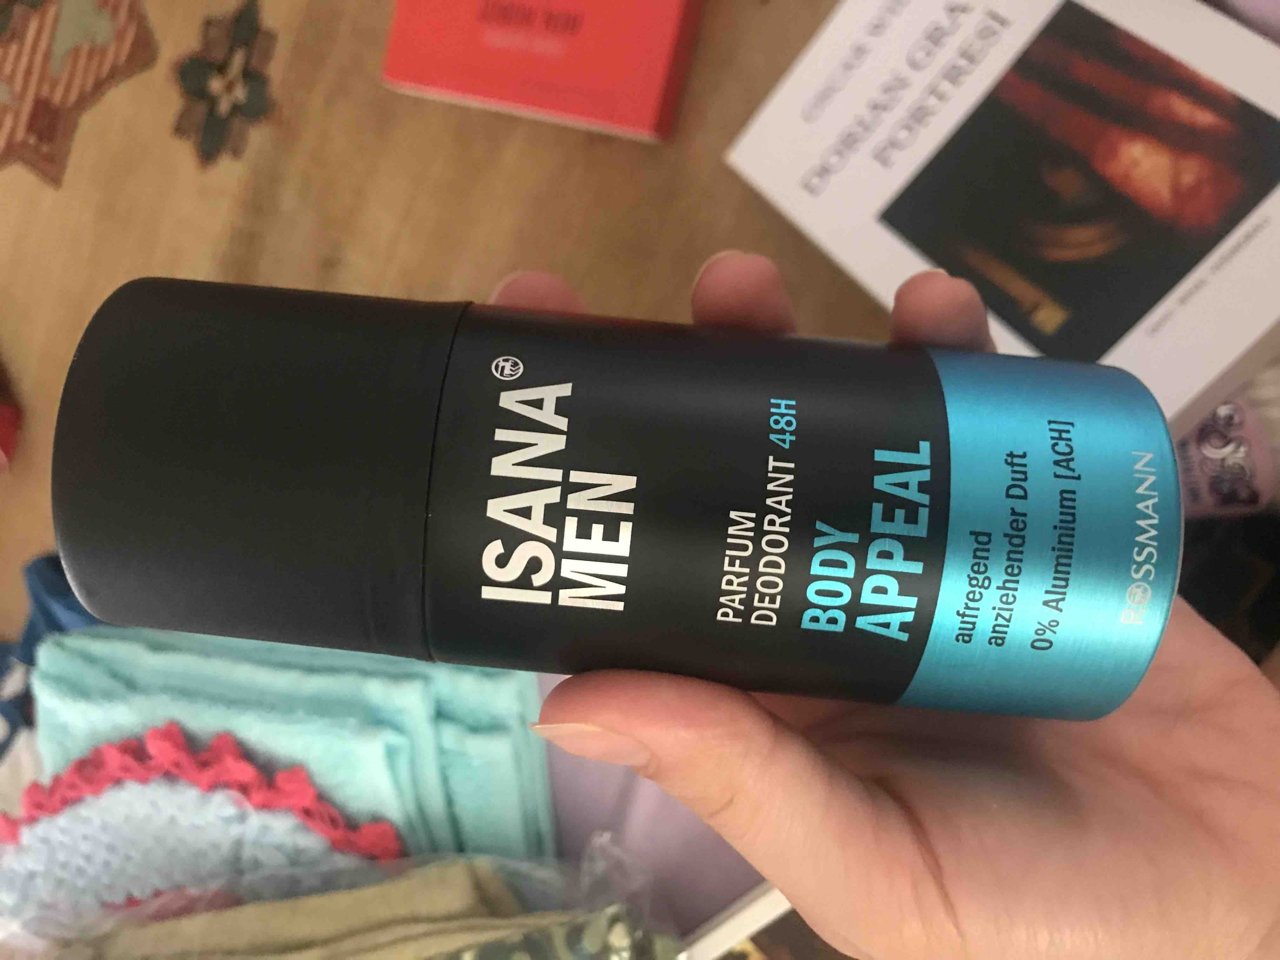 ISANA
MEN
PARFUM
DEODORANT 48H
BODY
APPEAL
aufregend
anziehender Duft
0% Aluminium [ACH]
ROSSMANN
DORIAN GRA
PORTRESİ